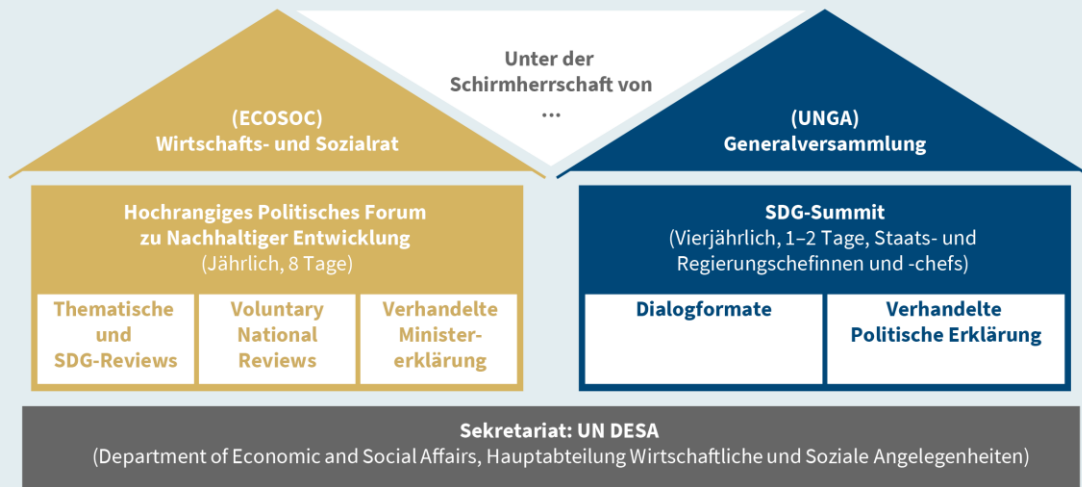 Unter der
Schirmherrschaft von
...
(ECOSOC)
Wirtschafts- und Sozialrat
(UNGA)
Generalversammlung
Hochrangiges Politisches Forum
zu Nachhaltiger Entwicklung
(Jährlich, 8 Tage)
Thematische
und
SDG-Reviews
Voluntary
National
Reviews
Verhandelte
Minister-
erklärung
SDG-Summit
(Vierjährlich, 1–2 Tage, Staats- und
Regierungschefinnen und -chefs)
Dialogformate
Verhandelte
Politische Erklärung
Sekretariat: UN DESA
(Department of Economic and Social Affairs, Hauptabteilung Wirtschaftliche und Soziale Angelegenheiten)